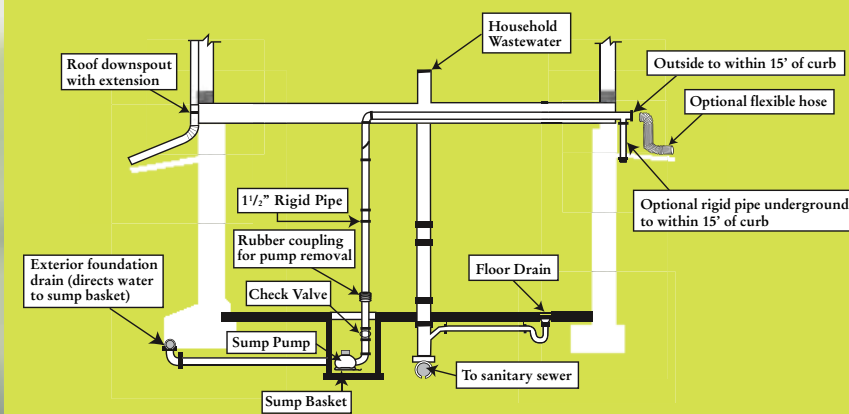 Household
Wastewater
Roof downspout
with extension
Outside to within 15’ of curb
Optional flexible hose
1 1/2” Rigid Pipe
Optional rigid pipe underground
to within 15’ of curb
Rubber coupling
for pump removal
Exterior foundation
drain (directs water
to sump basket)
Floor Drain
Check Valve
Sump Pump
To sanitary sewer
Sump Basket